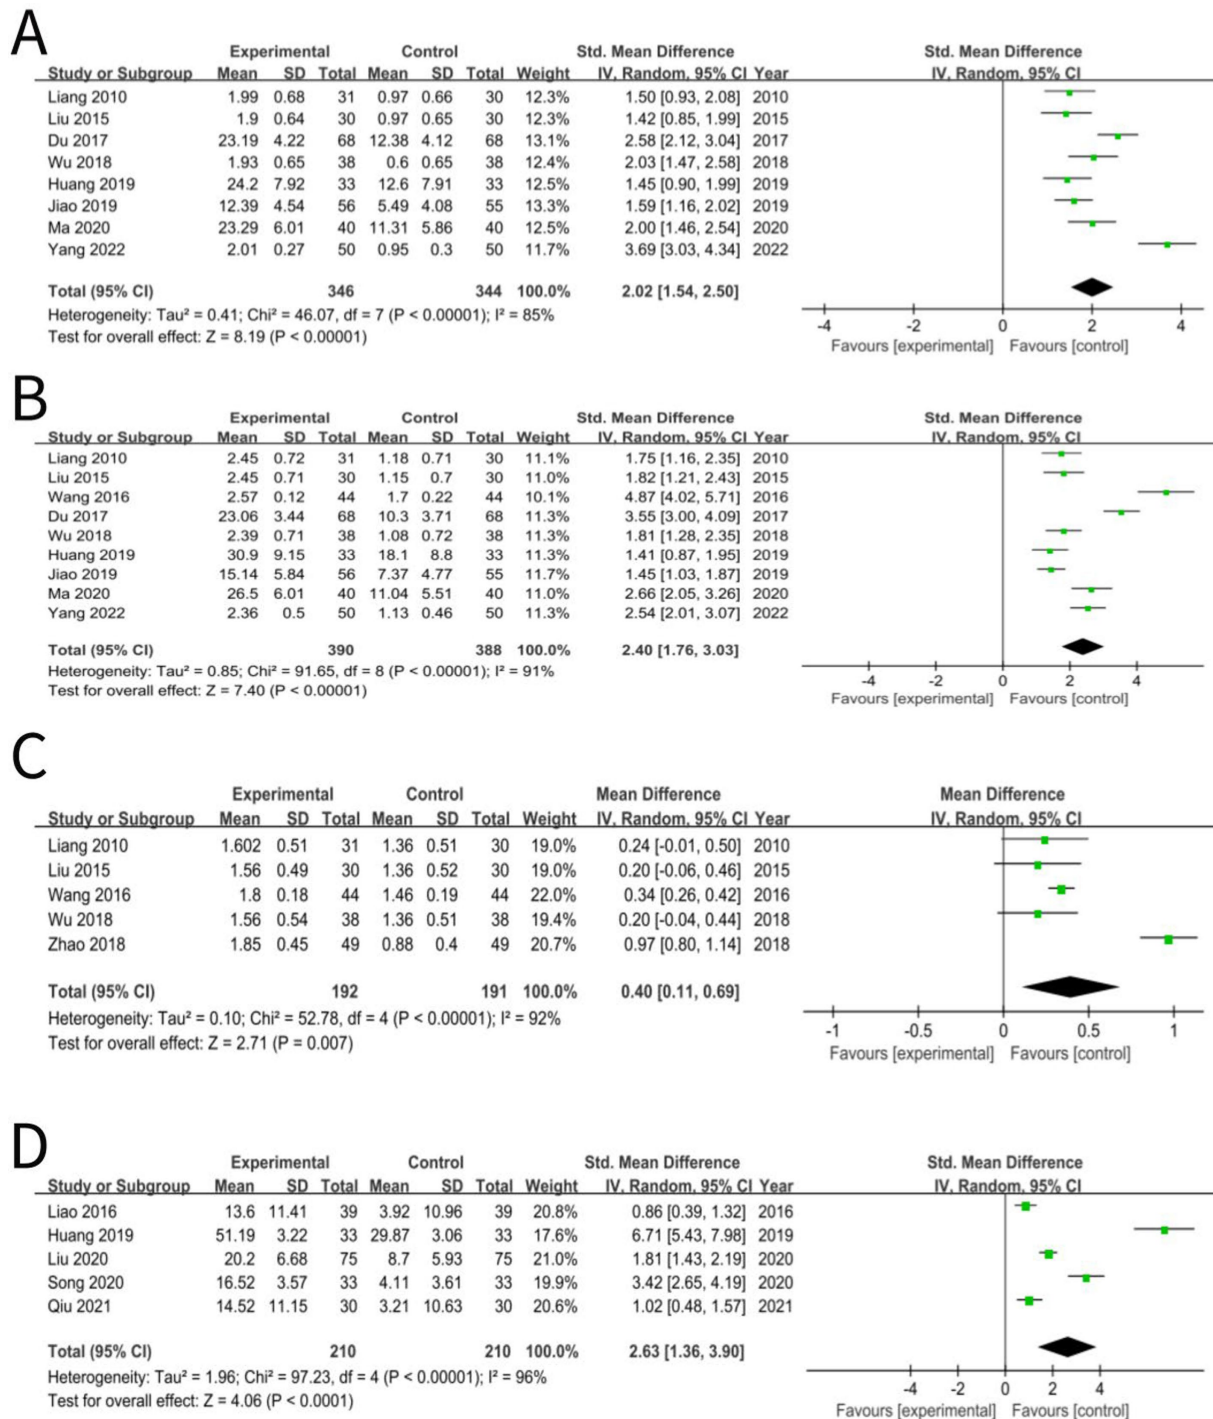 A
Experimental Control Std. Mean Difference Std. Mean Difference
Study or Subgroup Mean SD Total Mean SD Total Weight IV, Random, 95% CI Year IV, Random, 95% CI
Liang 2010 1.99 0.68 31 0.97 0.66 30 12.3% 1.50 [0.93, 2.08] 2010
Liu 2015 1.9 0.64 30 0.97 0.65 30 12.3% 1.42 [0.85, 1.99] 2015
Du 2017 23.19 4.22 68 12.38 4.12 68 13.1% 2.58 [2.12, 3.04] 2017
Wu 2018 1.93 0.65 38 0.6 0.65 38 12.4% 2.03 [1.47, 2.58] 2018
Huang 2019 24.2 7.92 33 12.6 7.91 33 12.5% 1.45 [0.90, 1.99] 2019
Jiao 2019 12.39 4.54 56 5.49 4.08 55 13.3% 1.59 [1.16, 2.02] 2019
Ma 2020 23.29 6.01 40 11.31 5.86 40 12.5% 2.00 [1.46, 2.54] 2020
Yang 2022 2.01 0.27 50 0.95 0.3 50 11.7% 3.69 [3.03, 4.34] 2022
Total (95% CI) 346 344 100.0% 2.02 [1.54, 2.50]
Heterogeneity: Tau² = 0.41; Chi² = 46.07, df = 7 (P < 0.00001); I² = 85%
Test for overall effect: Z = 8.19 (P < 0.00001)
-4 -2 0 2 4
Favours [experimental] Favours [control]
B
Experimental Control Std. Mean Difference Std. Mean Difference
Study or Subgroup Mean SD Total Mean SD Total Weight IV, Random, 95% CI Year IV, Random, 95% CI
Liang 2010 2.45 0.72 31 1.18 0.71 30 11.1% 1.75 [1.16, 2.35] 2010
Liu 2015 2.45 0.71 30 1.15 0.7 30 11.0% 1.82 [1.21, 2.43] 2015
Wang 2016 2.57 0.12 44 1.7 0.22 44 10.1% 4.87 [4.02, 5.71] 2016
Du 2017 23.06 3.44 68 10.3 3.71 68 11.3% 3.55 [3.00, 4.09] 2017
Wu 2018 2.39 0.71 38 1.08 0.72 38 11.3% 1.81 [1.28, 2.35] 2018
Huang 2019 30.9 9.15 33 18.1 8.8 33 11.3% 1.41 [0.87, 1.95] 2019
Jiao 2019 15.14 5.84 56 7.37 4.77 55 11.7% 1.45 [1.03, 1.87] 2019
Ma 2020 26.5 6.01 40 11.04 5.51 40 11.0% 2.66 [2.05, 3.26] 2020
Yang 2022 2.36 0.5 50 1.13 0.46 50 11.3% 2.54 [2.01, 3.07] 2022
Total (95% CI) 390 388 100.0% 2.40 [1.76, 3.03]
Heterogeneity: Tau² = 0.85; Chi² = 91.65, df = 8 (P < 0.00001); I² = 91%
Test for overall effect: Z = 7.40 (P < 0.00001)
-4 -2 0 2 4
Favours [experimental] Favours [control]
C
Experimental Control Mean Difference Mean Difference
Study or Subgroup Mean SD Total Mean SD Total Weight IV, Random, 95% CI Year IV, Random, 95% CI
Liang 2010 1.602 0.51 31 1.36 0.51 30 19.0% 0.24 [-0.01, 0.50] 2010
Liu 2015 1.56 0.49 30 1.36 0.52 30 19.0% 0.20 [-0.06, 0.46] 2015
Wang 2016 1.8 0.18 44 1.46 0.19 44 22.0% 0.34 [0.26, 0.42] 2016
Wu 2018 1.56 0.54 38 1.36 0.51 38 19.4% 0.20 [-0.04, 0.44] 2018
Zhao 2018 1.85 0.45 49 0.88 0.4 49 20.7% 0.97 [0.80, 1.14] 2018
Total (95% CI) 192 191 100.0% 0.40 [0.11, 0.69]
Heterogeneity: Tau² = 0.10; Chi² = 52.78, df = 4 (P < 0.00001); I² = 92%
Test for overall effect: Z = 2.71 (P = 0.007)
-1 -0.5 0 0.5 1
Favours [experimental] Favours [control]
D
Experimental Control Std. Mean Difference Std. Mean Difference
Study or Subgroup Mean SD Total Mean SD Total Weight IV, Random, 95% CI Year IV, Random, 95% CI
Liao 2016 13.6 11.41 39 3.92 10.96 39 20.8% 0.86 [0.39, 1.32] 2016
Huang 2019 51.19 3.22 33 29.87 3.06 33 17.6% 6.71 [5.43, 7.98] 2019
Liu 2020 20.2 6.68 75 8.7 5.93 75 21.0% 1.81 [1.43, 2.19] 2020
Song 2020 16.52 3.57 33 4.11 3.61 33 19.9% 3.42 [2.65, 4.19] 2020
Qiu 2021 14.52 11.15 30 3.21 10.63 30 20.6% 1.02 [0.48, 1.57] 2021
Total (95% CI) 210 210 100.0% 2.63 [1.36, 3.90]
Heterogeneity: Tau² = 1.96; Chi² = 97.23, df = 4 (P < 0.00001); I² = 96%
Test for overall effect: Z = 4.06 (P < 0.0001)
-4 -2 0 2 4
Favours [experimental] Favours [control]